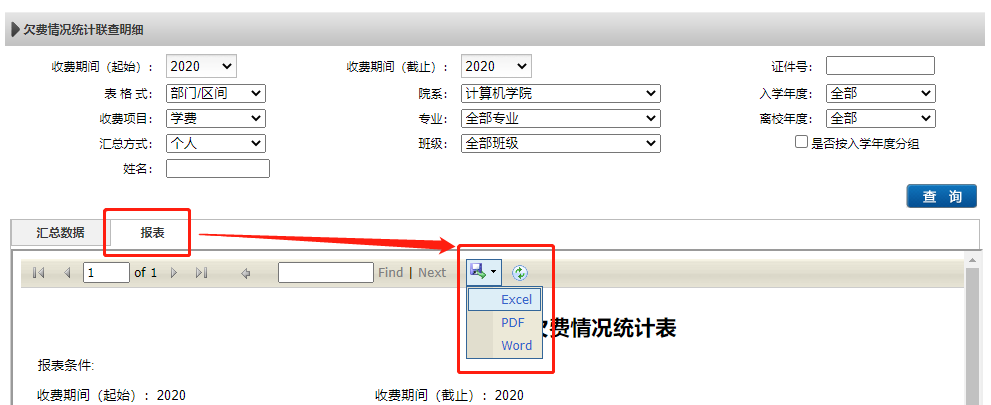 欠费情况统计联查明细
收费期间（起始）： 2020 收费期间（截止）： 2020 证件号：
表 格 式： 部门/区间 院系： 计算机学院 入学年度： 全部
收费项目： 学费 专业： 全部专业 离校年度： 全部
汇总方式： 个人 班级： 全部班级 是否按入学年度分组
姓名：
查 询
汇总数据 报表
1 of 1 Find | Next
Excel
PDF
Word
欠费情况统计表
报表条件:
收费期间（起始）： 2020 收费期间（截止）： 2020